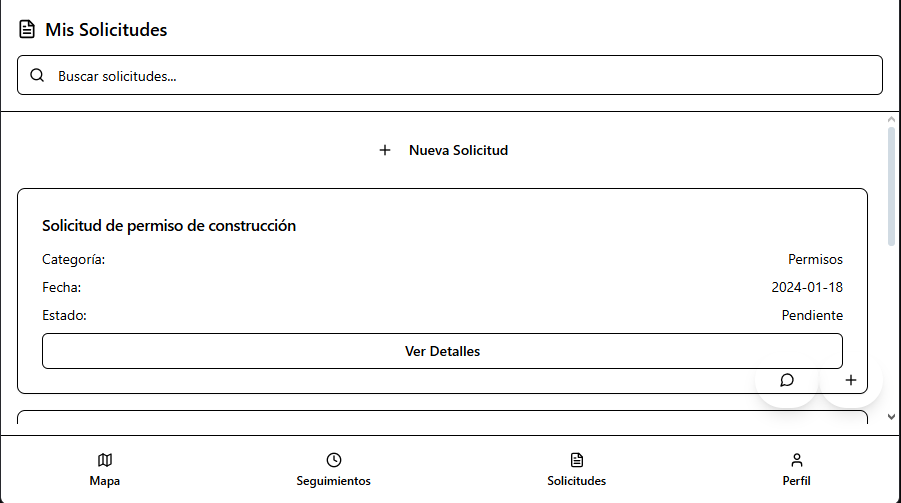 Mis Solicitudes
Buscar solicitudes...
Nueva Solicitud
Solicitud de permiso de construcción
Categoría: Permisos
Fecha: 2024-01-18
Estado: Pendiente
Ver Detalles
Mapa Seguimientos Solicitudes Perfil